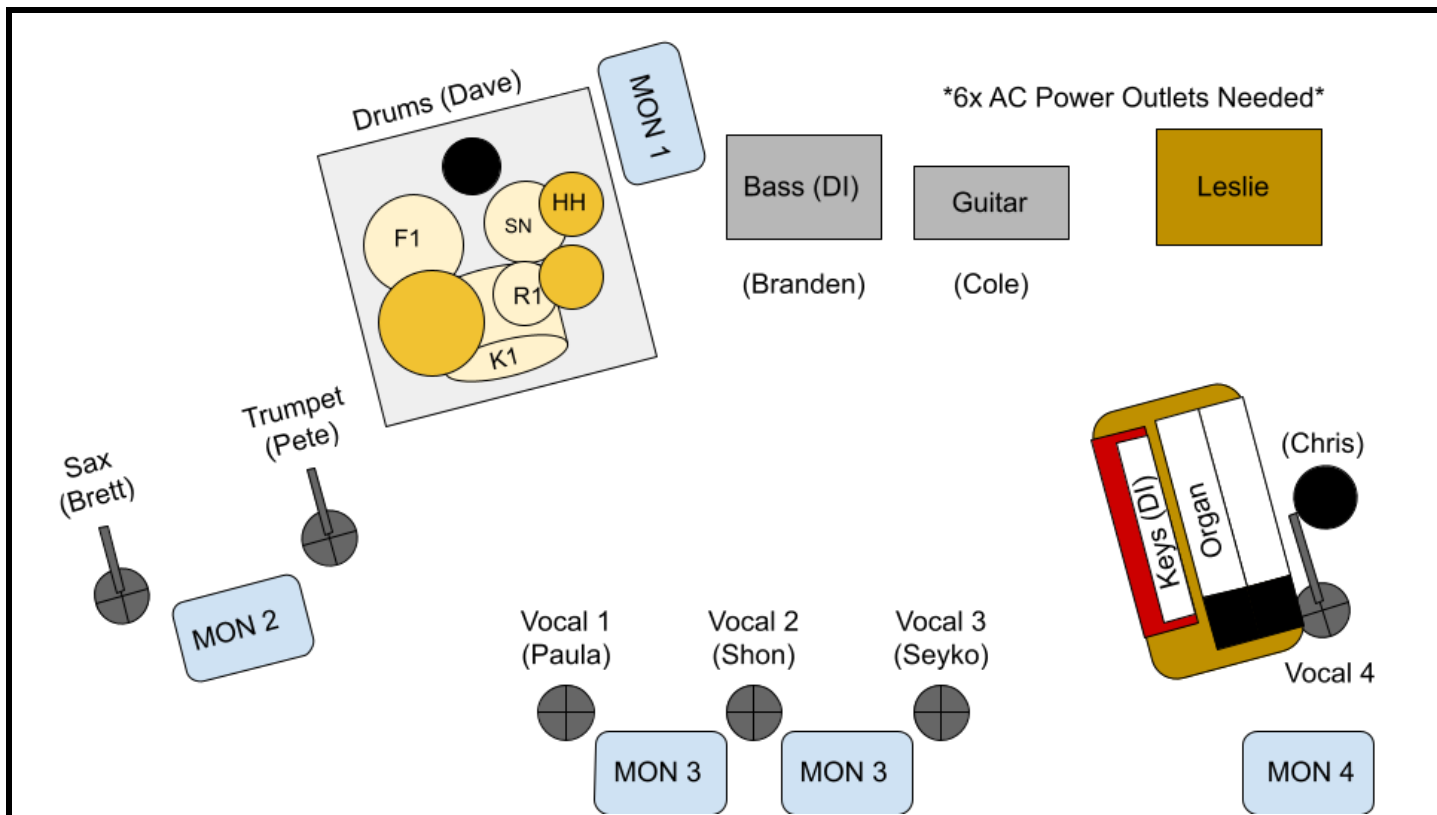 Drums (Dave)
MON 1
*6x AC Power Outlets Needed*
HH
SN
F1
R1
K1
Bass (DI)
(Branden)
Guitar
(Cole)
Leslie
Sax
(Brett)
Trumpet
(Pete)
MON 2
Vocal 1
(Paula)
Vocal 2
(Shon)
Vocal 3
(Seyko)
MON 3
MON 3
Keys (DI)
Organ
(Chris)
Vocal 4
MON 4